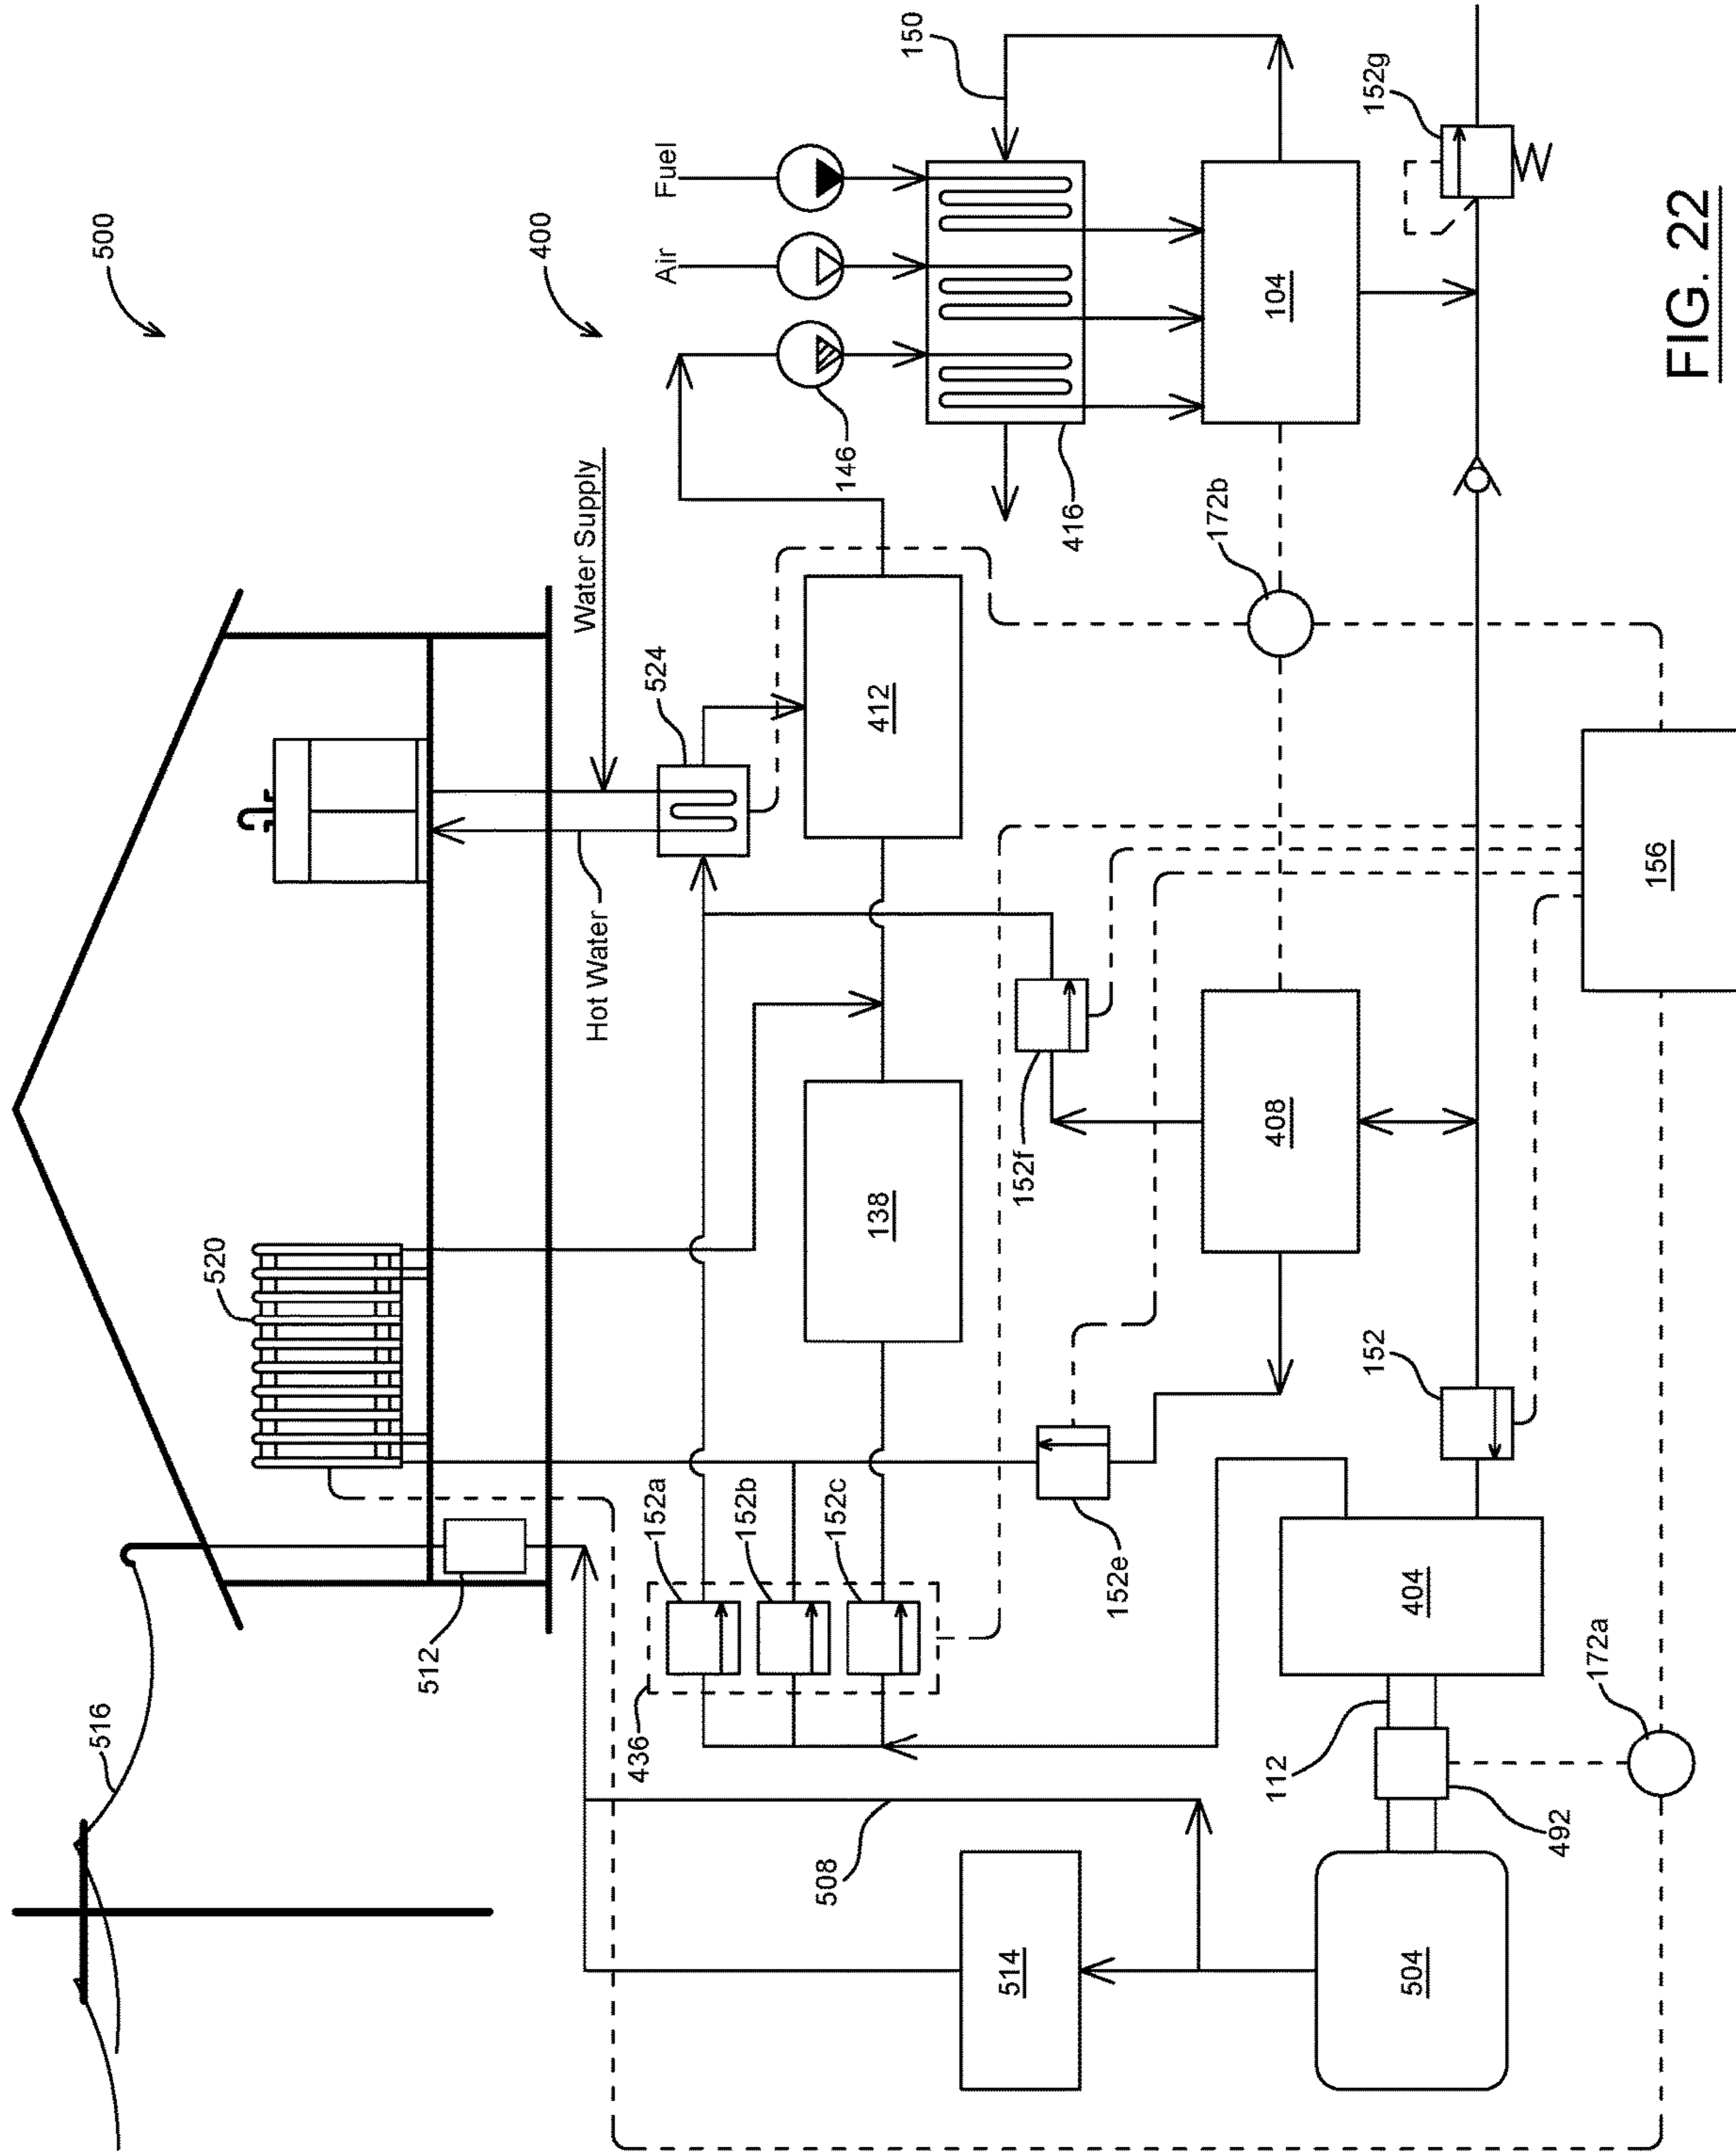 500
516
520
512
Water Supply
Hot Water
524
400
Air
Fuel
150
146
416
436
152a
152b
152c
138
412
508
152e
152f
408
172b
104
514
504
492
112
404
172a
152
156
152g
FIG. 22